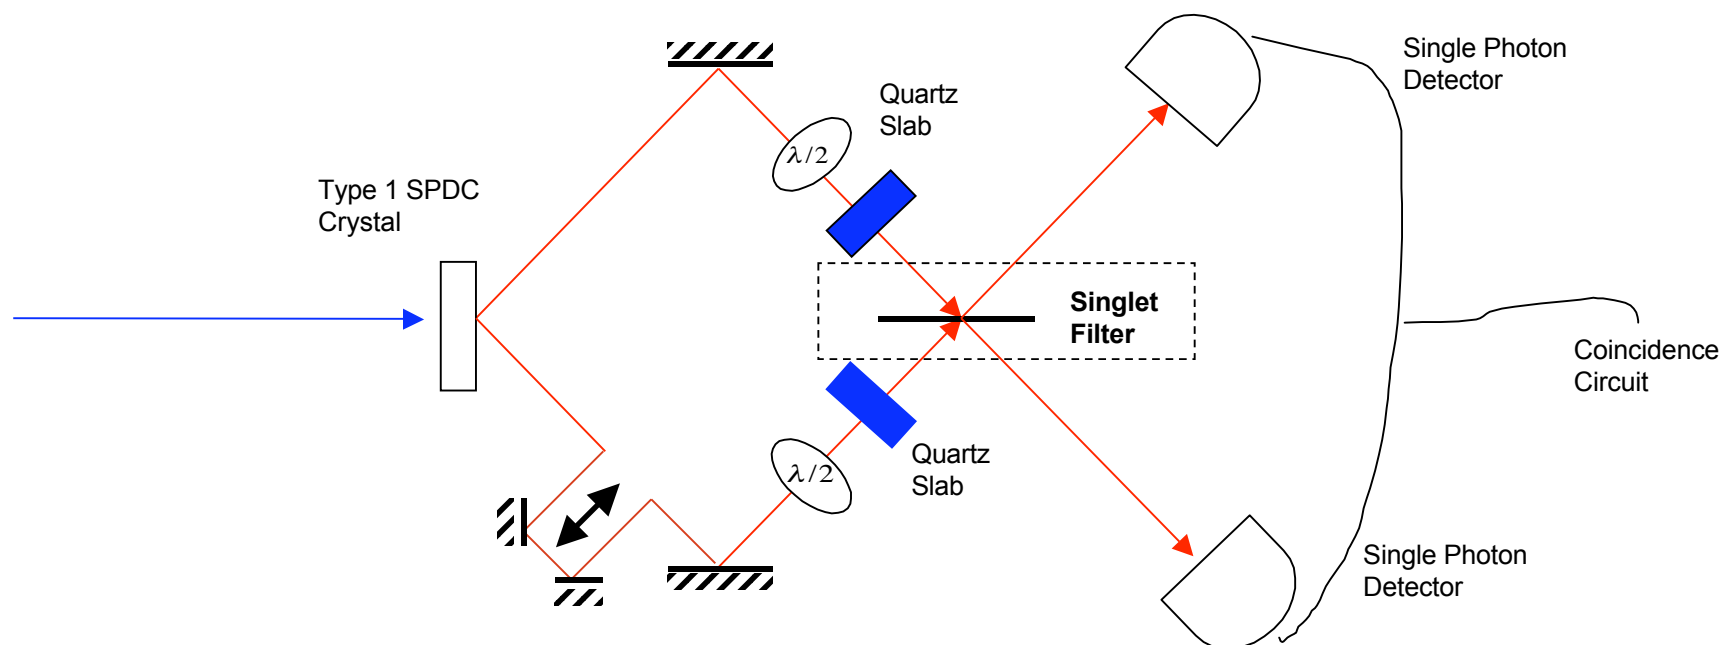 Single Photon
Detector
Quartz
Slab
λ/2
Type 1 SPDC
Crystal
Singlet
Filter
Coincidence
Circuit
Quartz
Slab
λ/2
Single Photon
Detector